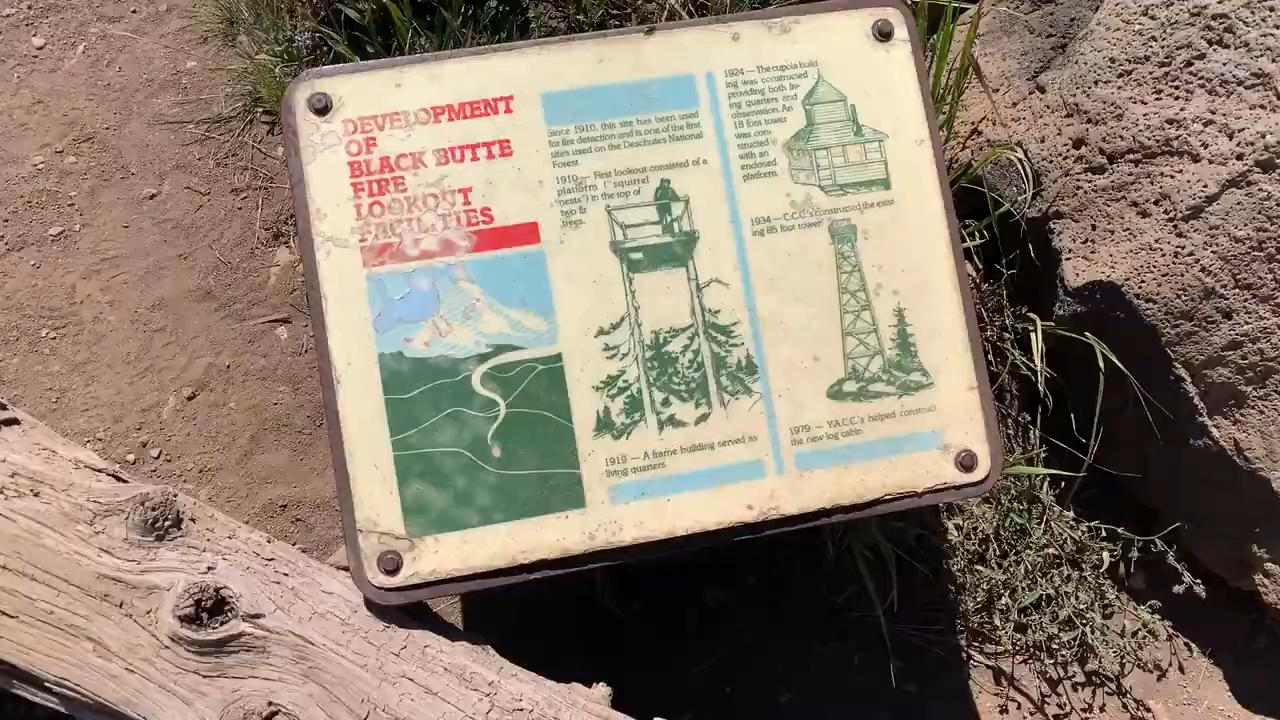 DEVELOPMENT
OF
BLACK BUTTE
FIRE
LOOKOUT
FACILITIES
Since 1910, this site has been used
for fire detection and is one of the first
sites used on the Deschutes National
Forest.
1910 — First lookout consisted of a
platform (" squirrel
nests") in the top of
two fir
trees.
1919 — A frame building served as
living quarters
1924 — The cupola build
ing was constructed
providing both liv-
ing quarters and
observation. An
18 foot tower
was con-
structed
with an
enclosed
platform
1934 — C.C.C.'s constructed the exist-
ing 85 foot tower
1979 — Y.A.C.C.'s helped construct
the new log cabin